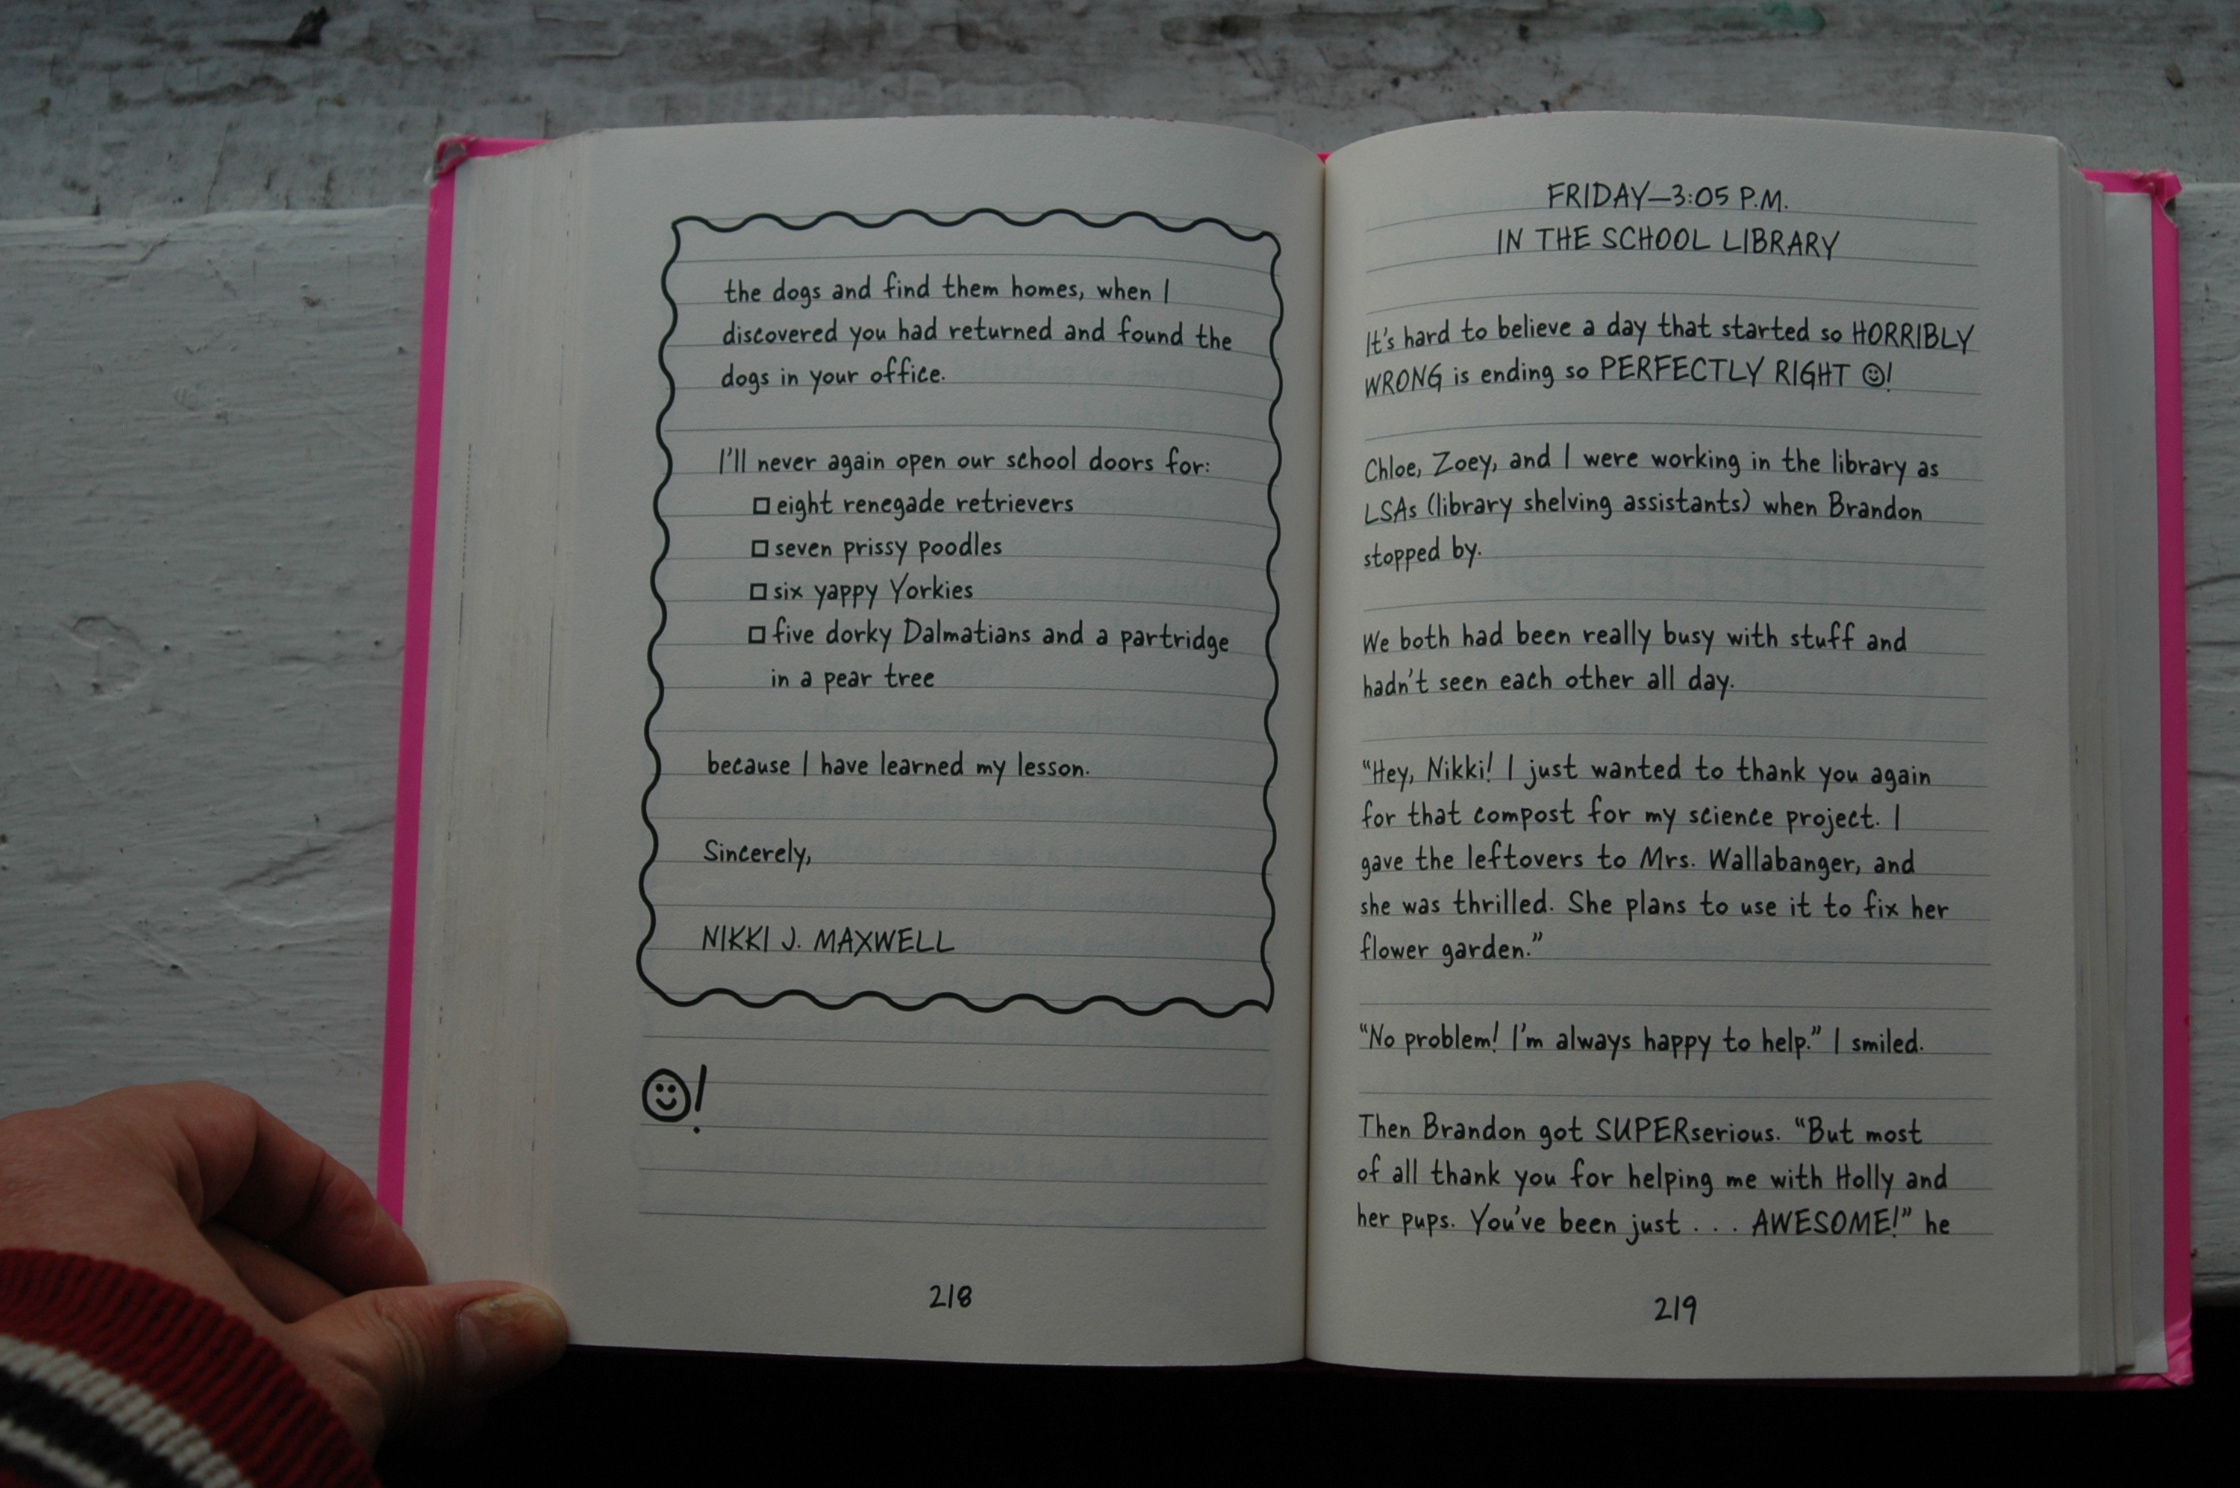 the dogs and find them homes, when I
discovered you had returned and found the
dogs in your office.
I'll never again open our school doors for:
□ eight renegade retrievers
□ seven prissy poodles
□ six yappy Yorkies
□ five dorky Dalmatians and a partridge
in a pear tree
because I have learned my lesson.
Sincerely,
NIKKI J. MAXWELL
☺!
218
FRIDAY—3:05 P.M.
IN THE SCHOOL LIBRARY
It's hard to believe a day that started so HORRIBLY
WRONG is ending so PERFECTLY RIGHT ☺!
Chloe, Zoey, and I were working in the library as
LSAs (library shelving assistants) when Brandon
stopped by.
We both had been really busy with stuff and
hadn't seen each other all day.
"Hey, Nikki! I just wanted to thank you again
for that compost for my science project. I
gave the leftovers to Mrs. Wallabanger, and
she was thrilled. She plans to use it to fix her
flower garden."
"No problem! I'm always happy to help." I smiled.
Then Brandon got SUPERserious. "But most
of all thank you for helping me with Holly and
her pups. You've been just . . . AWESOME!" he
219